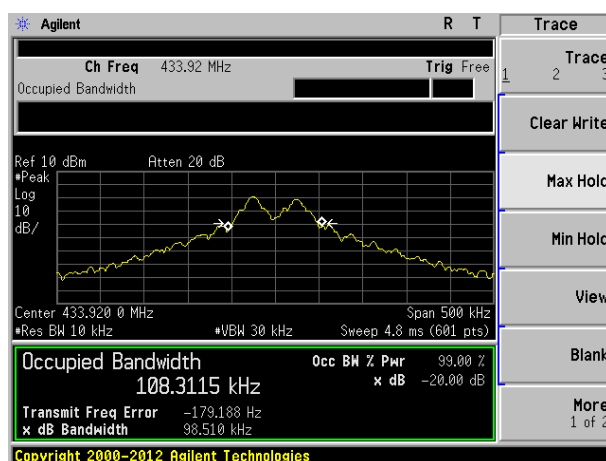 Agilent R T Trace
Ch Freq 433.92 MHz Trig Free
Occupied Bandwidth
Trace
1 2 3
Clear Write
Max Hold
Min Hold
View
Blank
More
1 of 2
Ref 10 dBm Atten 20 dB
#Peak
Log
10
dB/
Center 433.920 0 MHz Span 500 kHz
#Res BW 10 kHz #VBW 30 kHz Sweep 4.8 ms (601 pts)
Occupied Bandwidth Occ BW % Pwr 99.00 %
108.3115 kHz x dB -20.00 dB
Transmit Freq Error -179.188 Hz
x dB Bandwidth 98.510 kHz
Copyright 2000-2012 Agilent Technologies